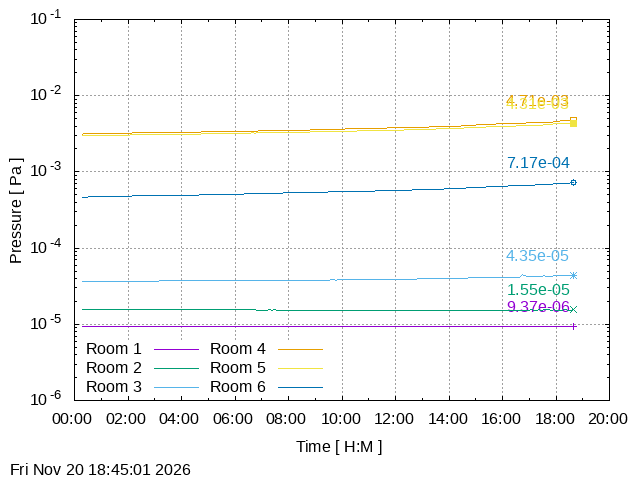 10^-1
10^-2
10^-3
10^-4
10^-5
10^-6
Pressure [ Pa ]
4.71e-03
7.17e-04
4.35e-05
1.55e-05
9.37e-06
Room 1 Room 4
Room 2 Room 5
Room 3 Room 6
00:00 02:00 04:00 06:00 08:00 10:00 12:00 14:00 16:00 18:00 20:00
Time [ H:M ]
Fri Nov 20 18:45:01 2026